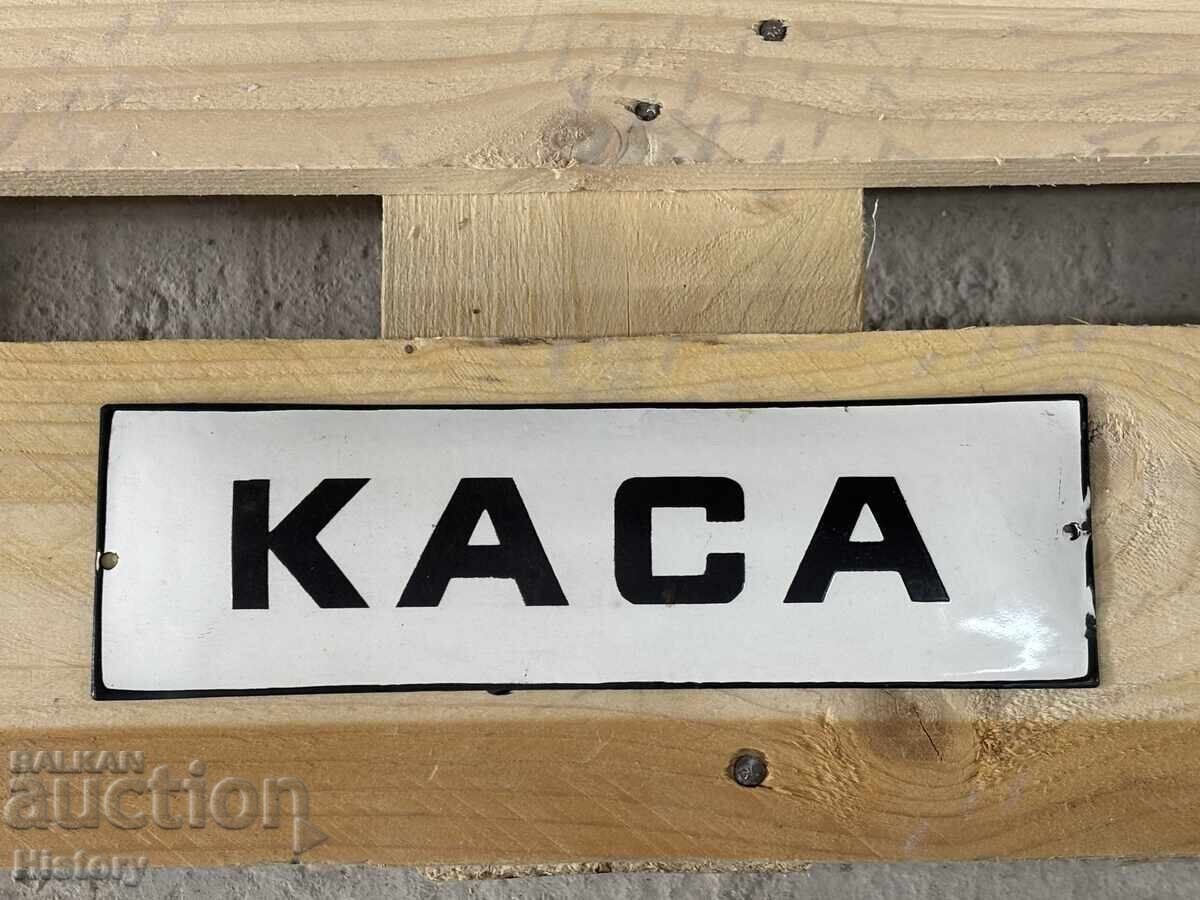 КАСА
BALKAN
auction
History